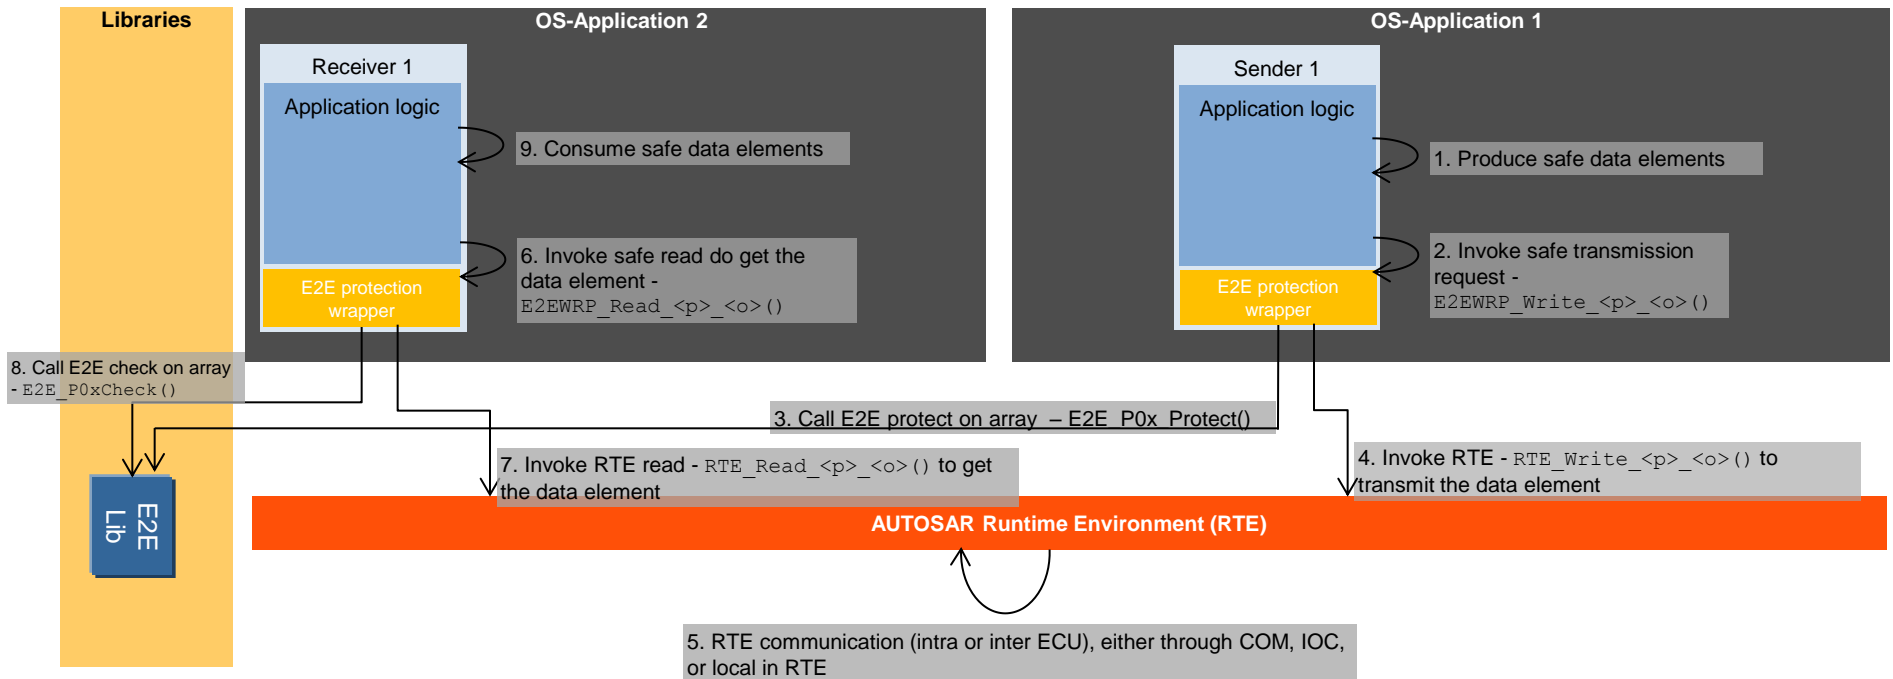 Libraries
OS-Application 2
OS-Application 1
Receiver 1
Application logic
9. Consume safe data elements
6. Invoke safe read do get the
data element -
E2EWRP_Read_<p>_<o>()
E2E protection
wrapper
Sender 1
Application logic
1. Produce safe data elements
2. Invoke safe transmission
request -
E2EWRP_Write_<p>_<o>()
E2E protection
wrapper
8. Call E2E check on array
- E2E_P0xCheck()
3. Call E2E protect on array – E2E_P0x_Protect()
7. Invoke RTE read - RTE_Read_<p>_<o>() to get
the data element
4. Invoke RTE - RTE_Write_<p>_<o>() to
transmit the data element
E2E
Lib
AUTOSAR Runtime Environment (RTE)
5. RTE communication (intra or inter ECU), either through COM, IOC,
or local in RTE